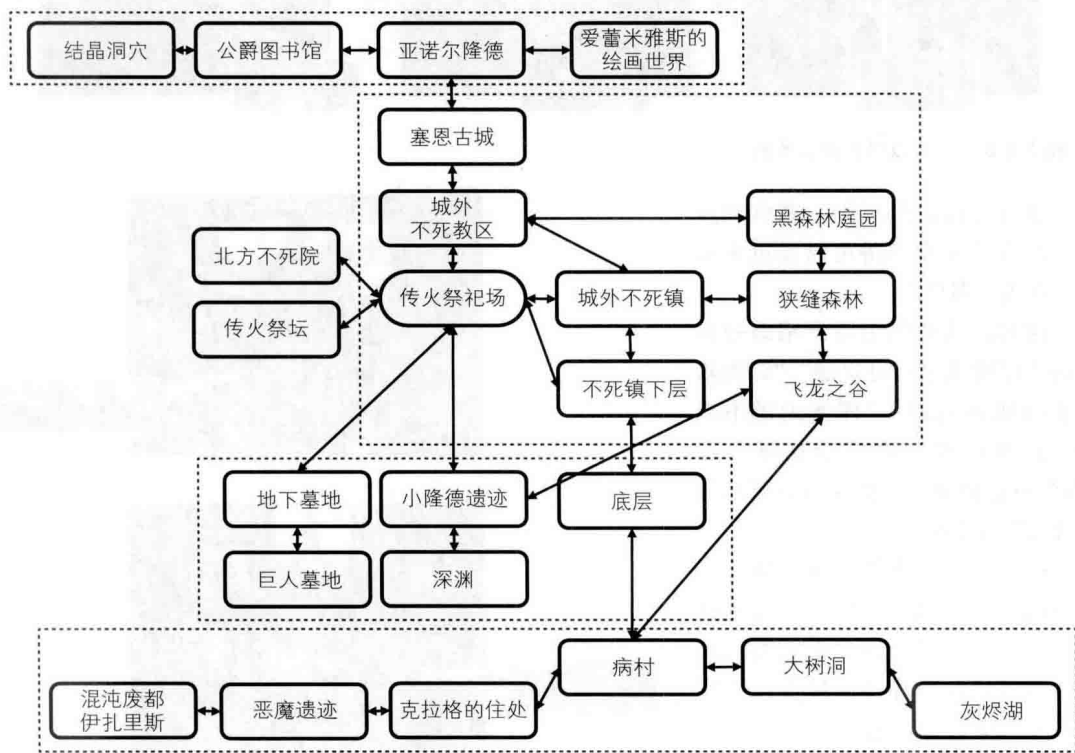 结晶洞穴
公爵图书馆
亚诺尔隆德
爱蕾米雅斯的
绘画世界
塞恩古城
城外
不死教区
黑森林庭园
北方不死院
传火祭祀场
城外不死镇
狭缝森林
传火祭坛
不死镇下层
飞龙之谷
地下墓地
小隆德遗迹
底层
巨人墓地
深渊
病村
大树洞
混沌废都
伊扎里斯
恶魔遗迹
克拉格的住处
灰烬湖